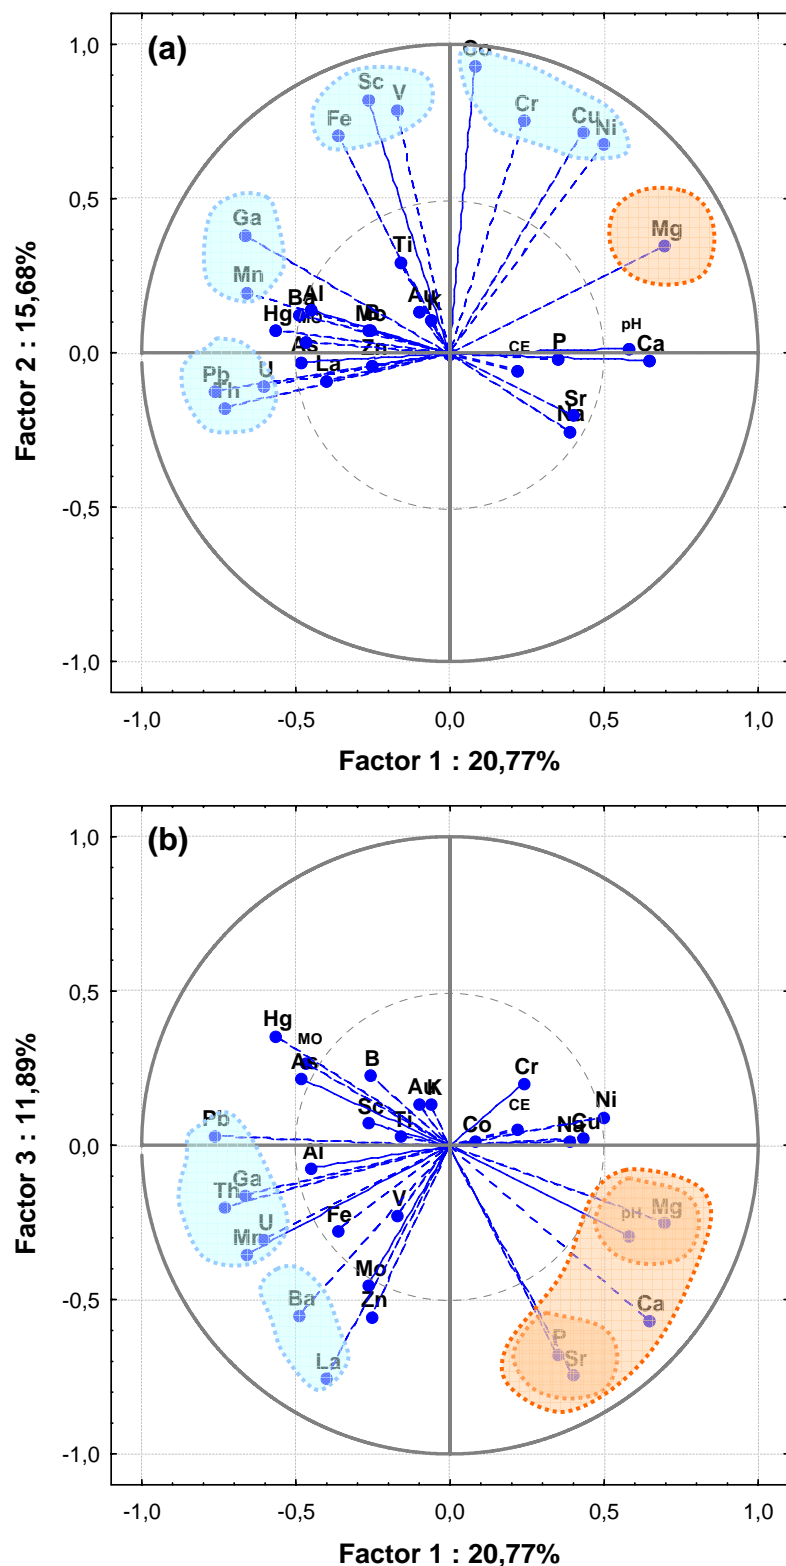 (a)
1,0
0,5
0,0
-0,5
-1,0
Factor 2 : 15,68%
Co
Sc
V
Fe
Cr
Cu
Ni
Ga
Mg
Ti
Mn
Al
Ba
Au
K
Hg
MO
Mo
B
As
Zn
CE
P
pH
Ca
Pb
U
La
Th
Sr
Na
-1,0 -0,5 0,0 0,5 1,0
Factor 1 : 20,77%
(b)
1,0
0,5
0,0
-0,5
-1,0
Factor 3 : 11,89%
Hg
MO
As
B
Au
K
Cr
CE
Ni
Pb
Sc
Ti
Co
Na
Cu
Al
Ga
Th
U
Mn
Fe
V
pH
Mg
Mo
Zn
Ba
Ca
La
P
Sr
-1,0 -0,5 0,0 0,5 1,0
Factor 1 : 20,77%